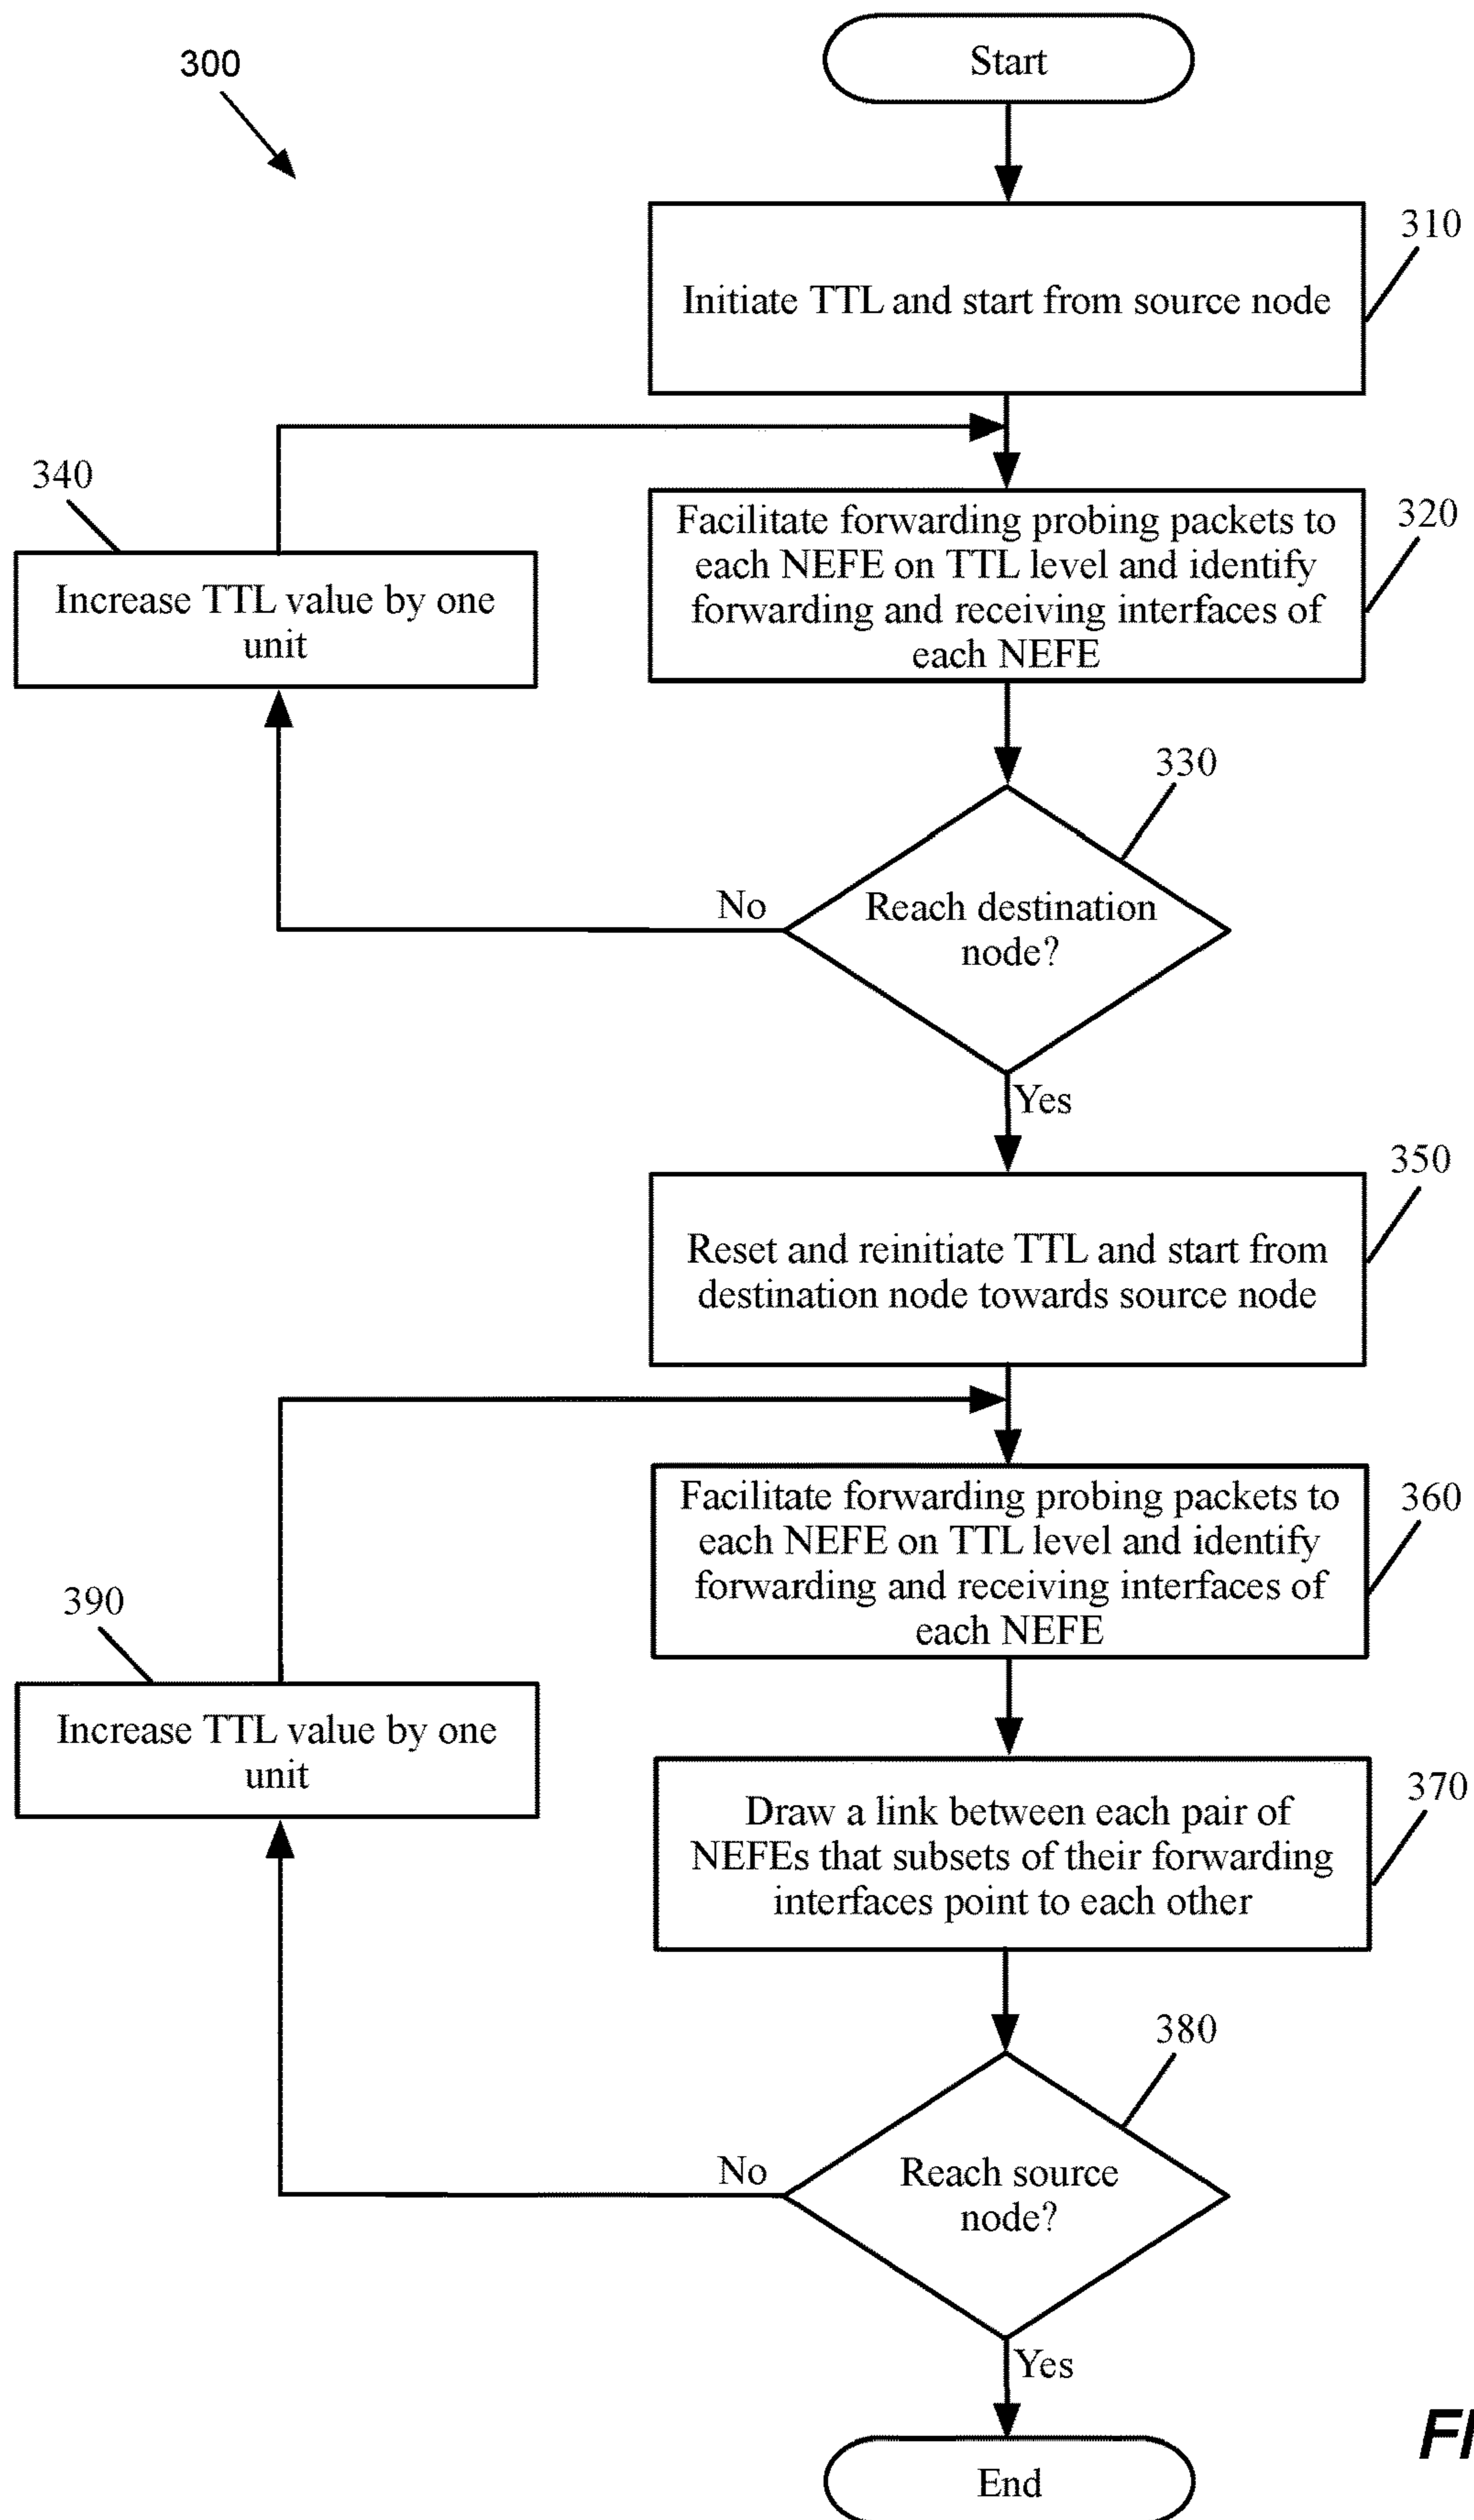 Start
300
310
Initiate TTL and start from source node
340
320
Facilitate forwarding probing packets to
each NEFE on TTL level and identify
forwarding and receiving interfaces of
each NEFE
Increase TTL value by one
unit
330
No
Reach destination
node?
Yes
350
Reset and reinitiate TTL and start from
destination node towards source node
360
Facilitate forwarding probing packets to
each NEFE on TTL level and identify
forwarding and receiving interfaces of
each NEFE
390
Increase TTL value by one
unit
370
Draw a link between each pair of
NEFEs that subsets of their forwarding
interfaces point to each other
380
No
Reach source
node?
Yes
End